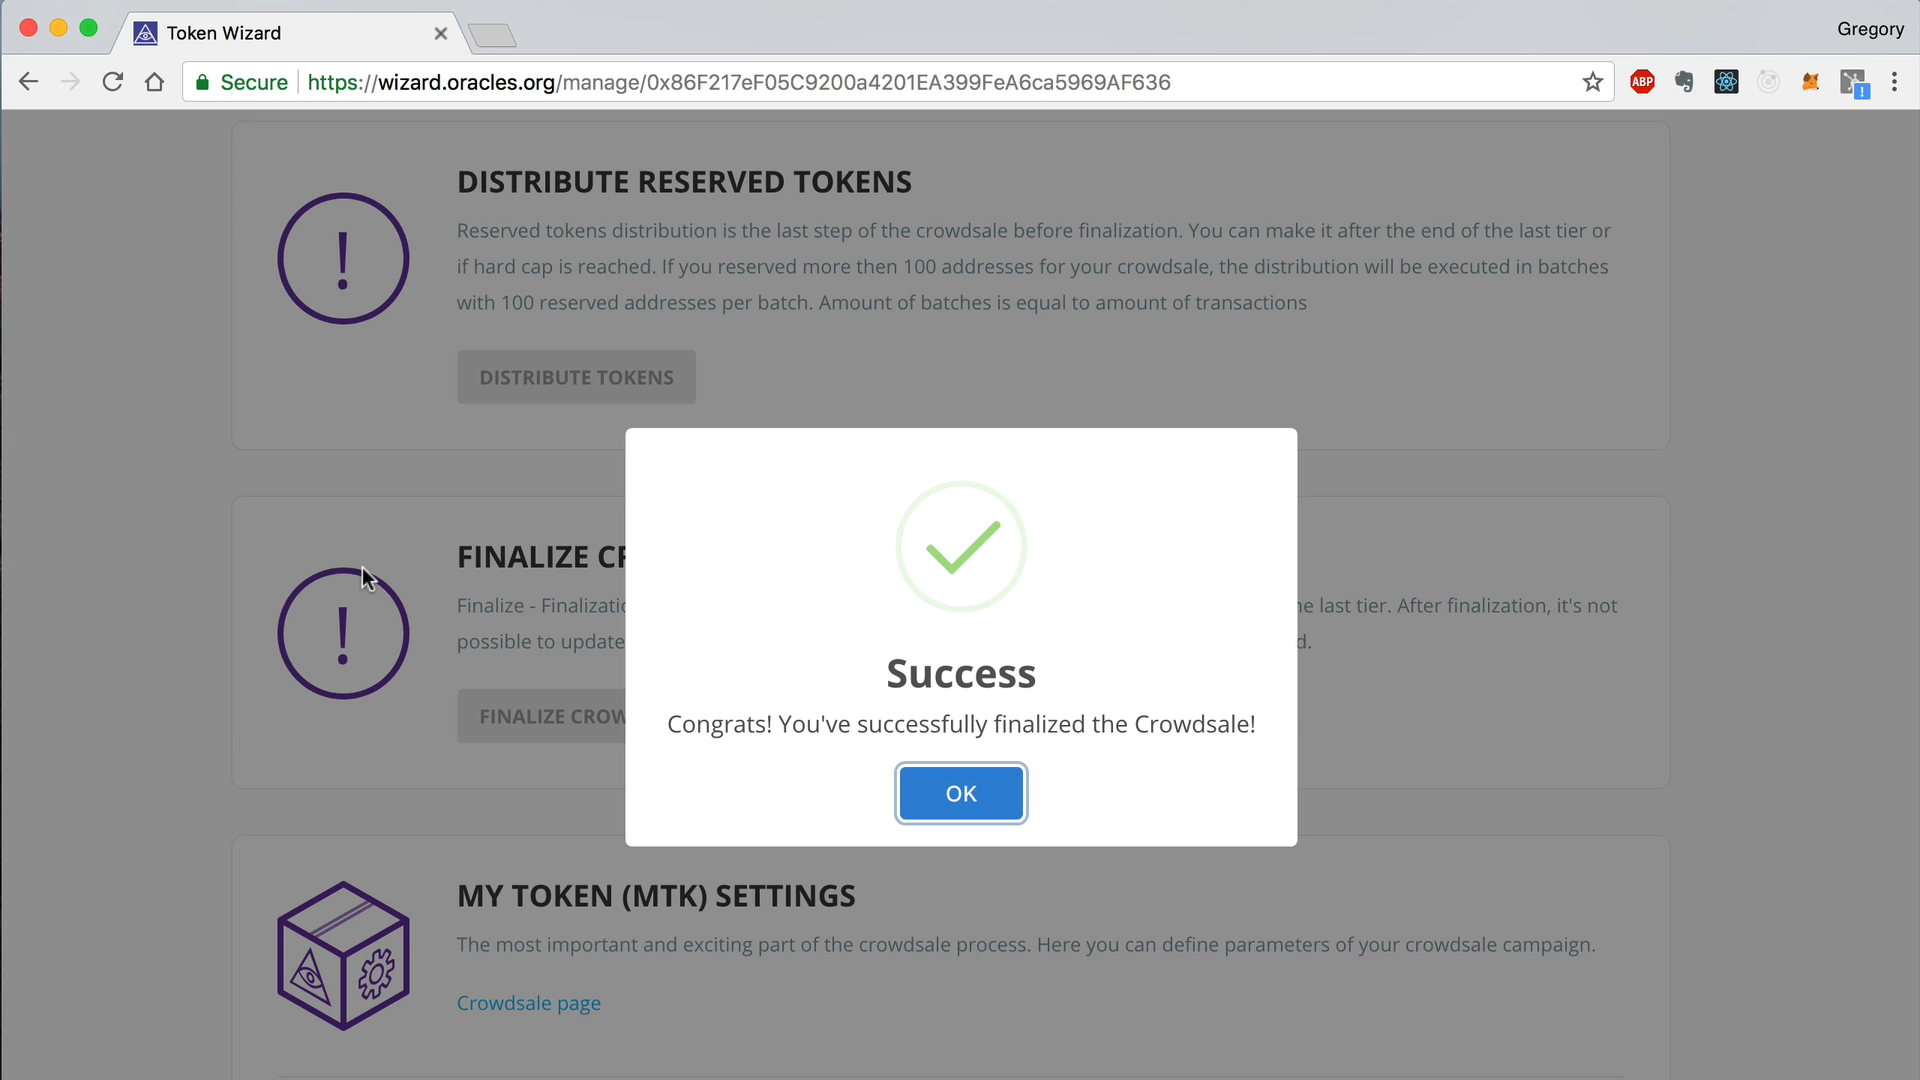 Token Wizard
Gregory
Secure https://wizard.oracles.org/manage/0x86F217eF05C9200a4201EA399FeA6ca5969AF636
ABP
!
DISTRIBUTE RESERVED TOKENS
Reserved tokens distribution is the last step of the crowdsale before finalization. You can make it after the end of the last tier or
if hard cap is reached. If you reserved more then 100 addresses for your crowdsale, the distribution will be executed in batches
with 100 reserved addresses per batch. Amount of batches is equal to amount of transactions
!
DISTRIBUTE TOKENS
FINALIZE CR
Finalize - Finalizatio
he last tier. After finalization, it's not
possible to update
d.
!
FINALIZE CROW
Success
Congrats! You've successfully finalized the Crowdsale!
OK
MY TOKEN (MTK) SETTINGS
The most important and exciting part of the crowdsale process. Here you can define parameters of your crowdsale campaign.
Crowdsale page